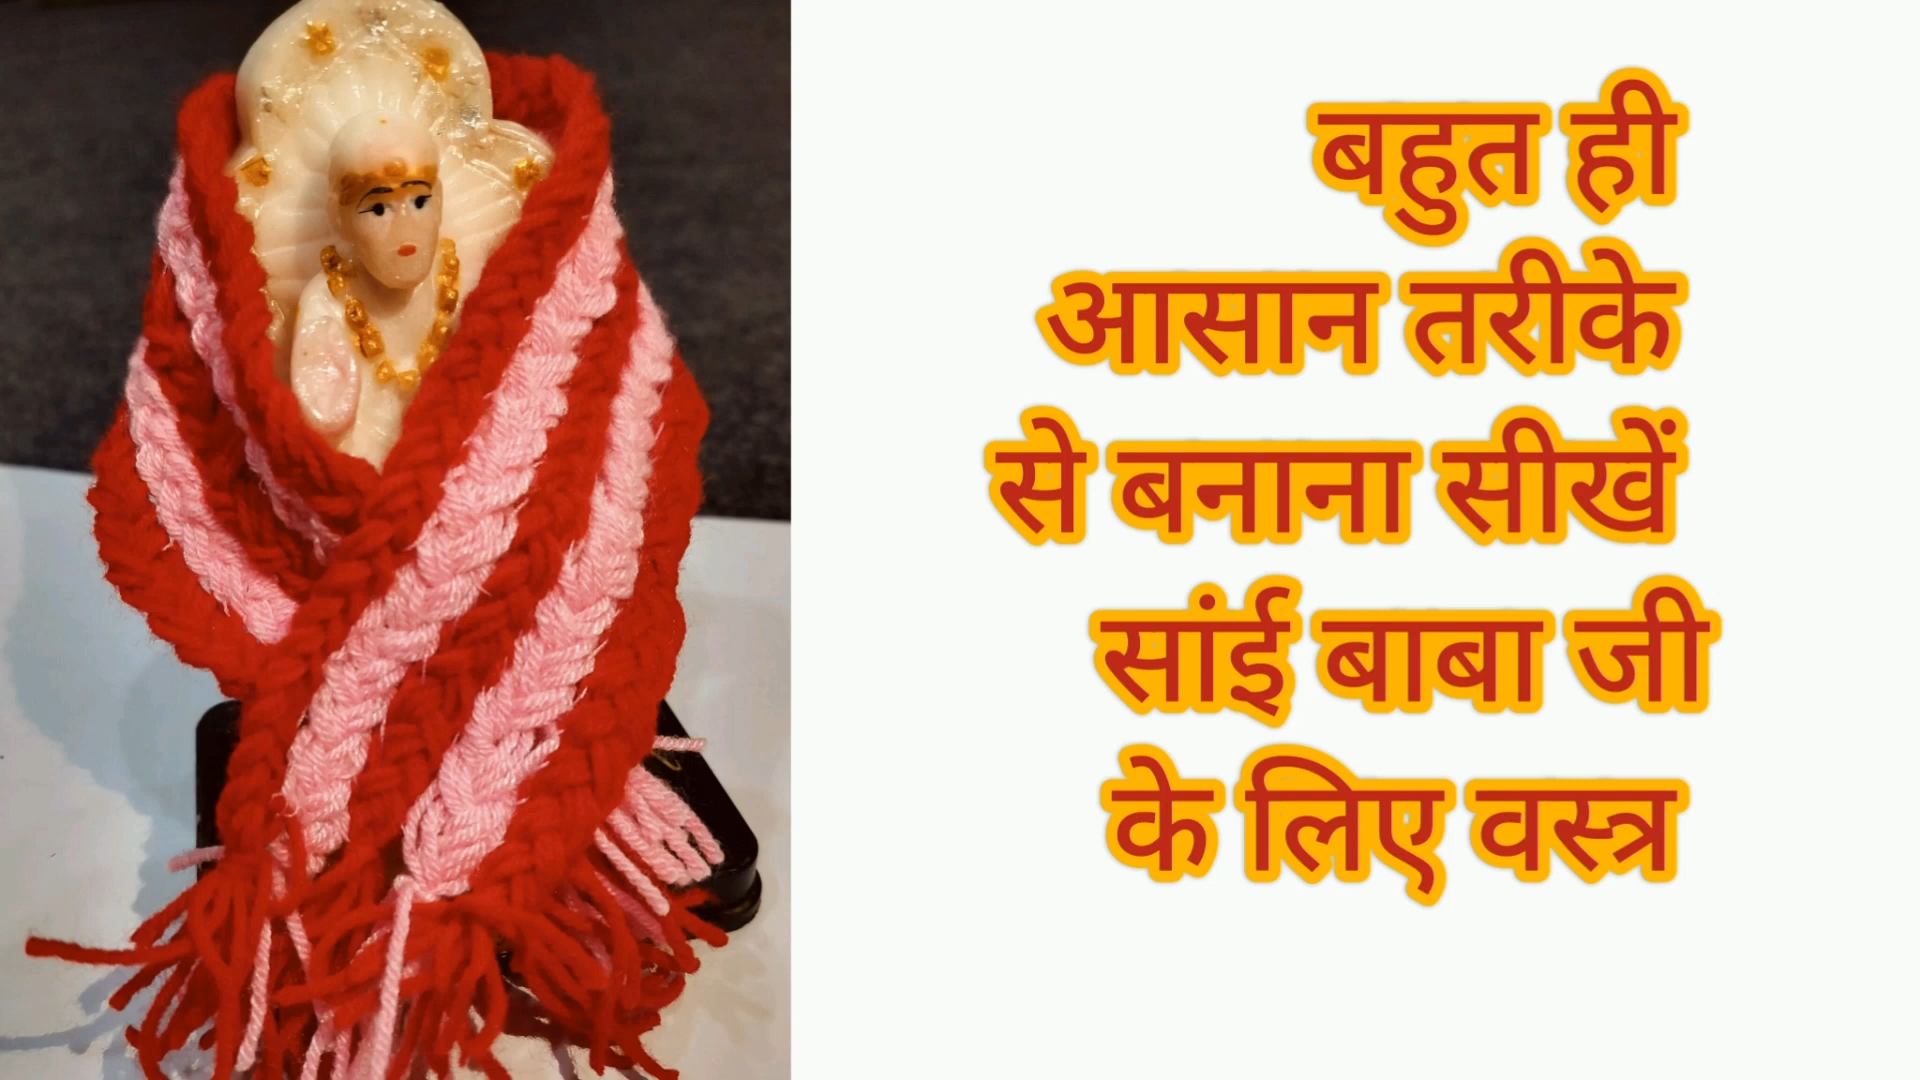 बहुत ही
आसान तरीके
से बनाना सीखें
सांई बाबा जी
के लिए वस्त्र